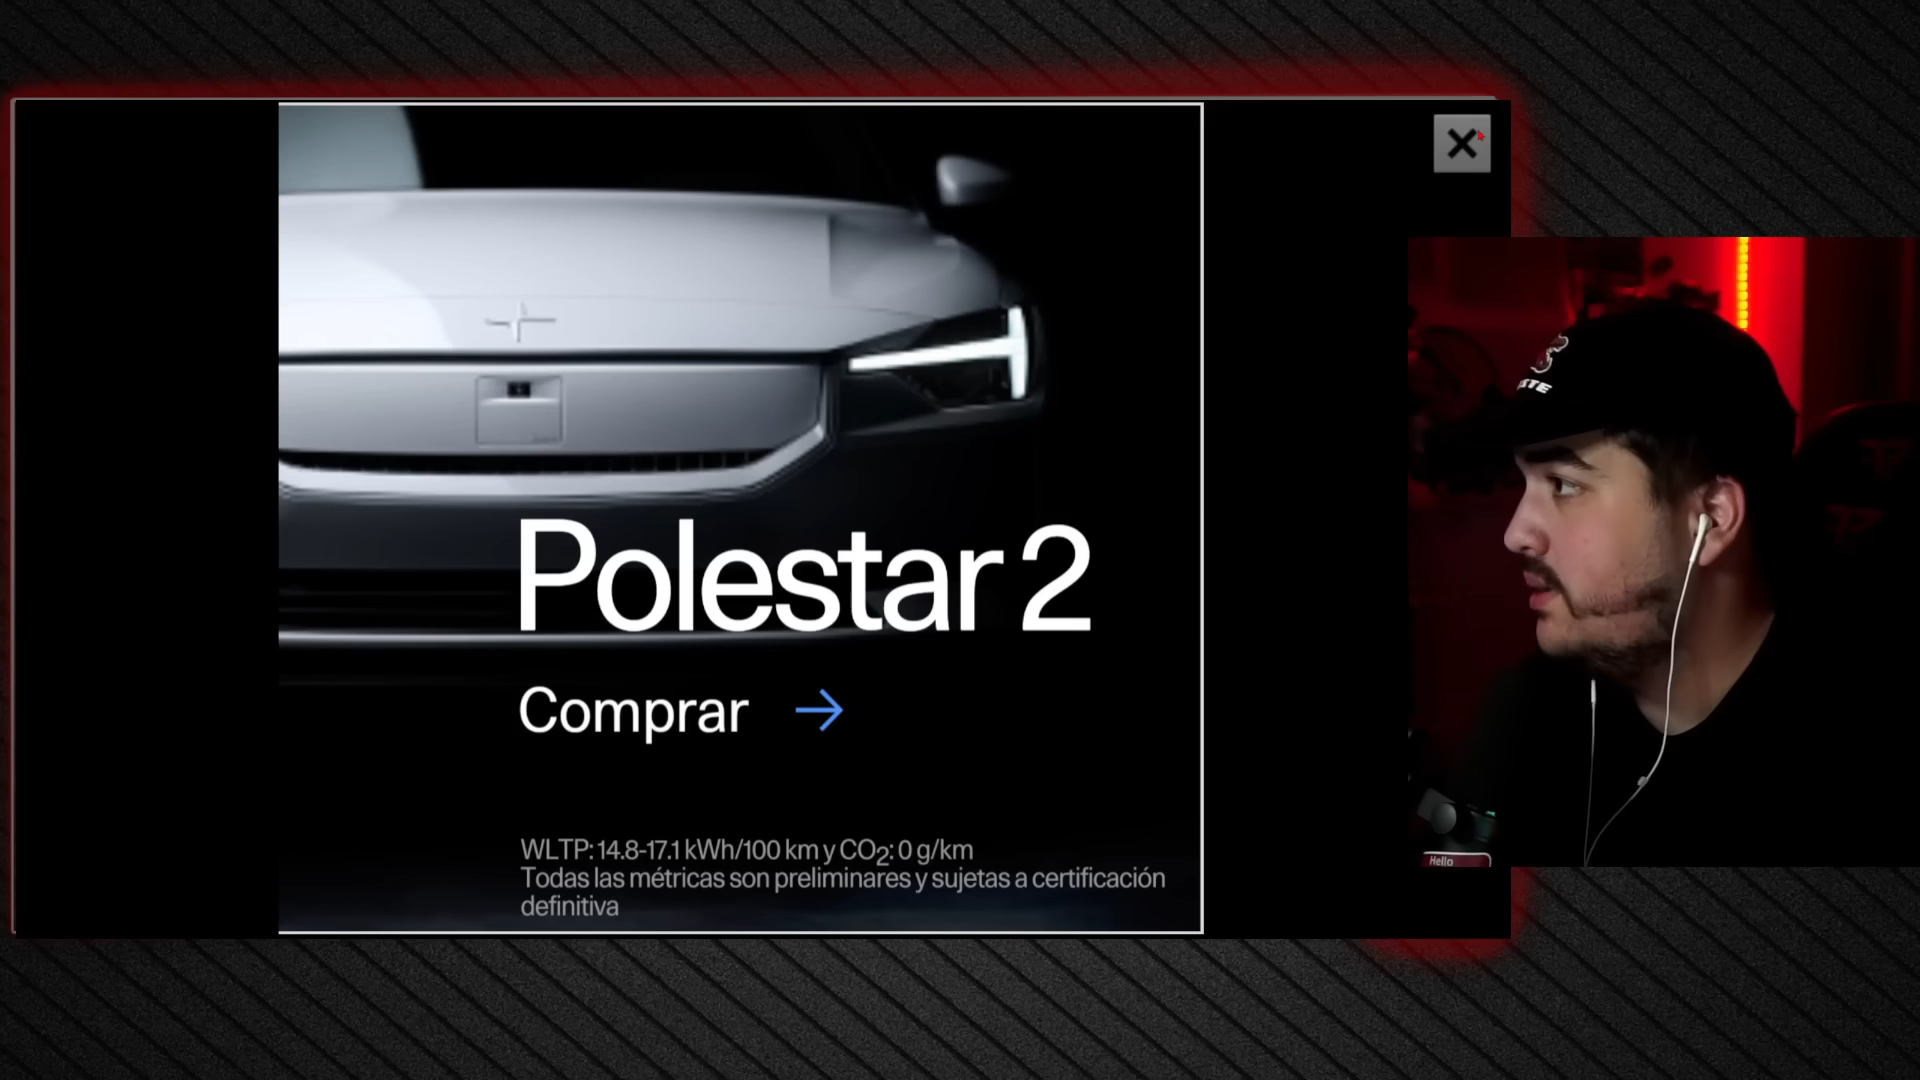 Polestar 2
Comprar
WLTP: 14.8-17.1 kWh/100 km y CO2: 0 g/km
Todas las métricas son preliminares y sujetas a certificación
definitiva
Hello